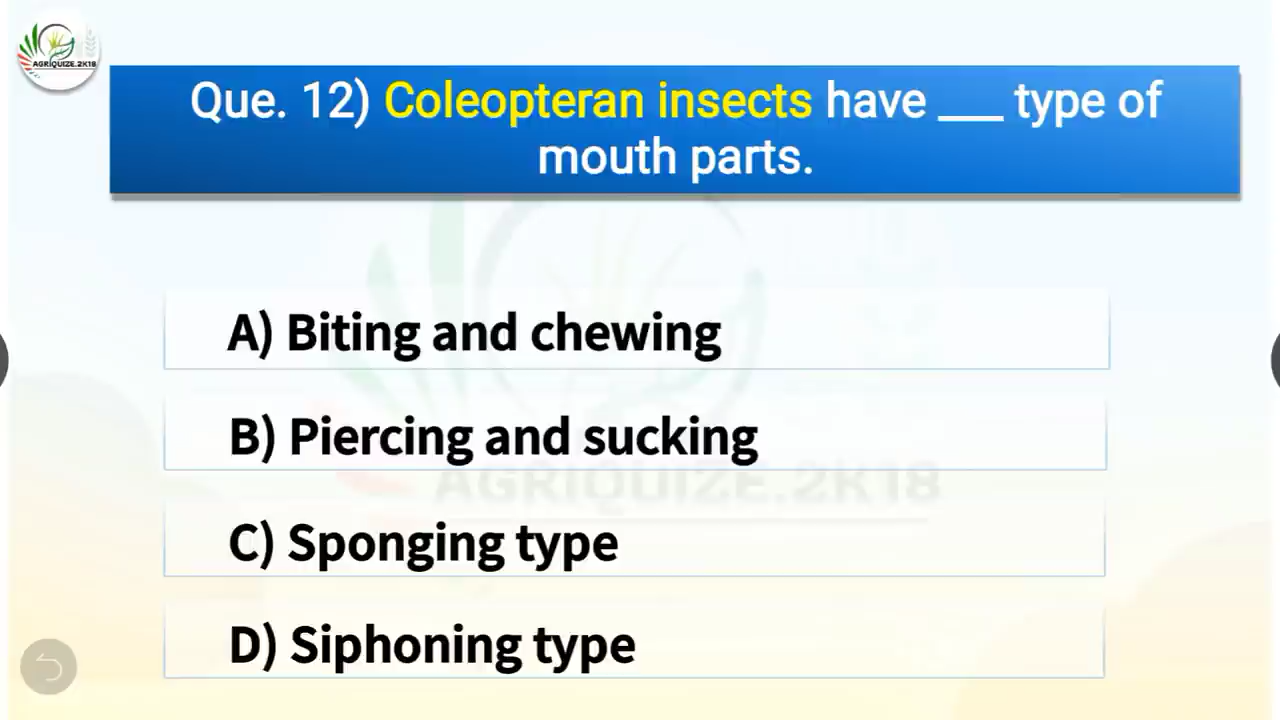 AGRIQUIZE.2K18
Que. 12) Coleopteran insects have ___ type of
mouth parts.
A) Biting and chewing
B) Piercing and sucking
AGRIQUIZE.2K18
C) Sponging type
D) Siphoning type